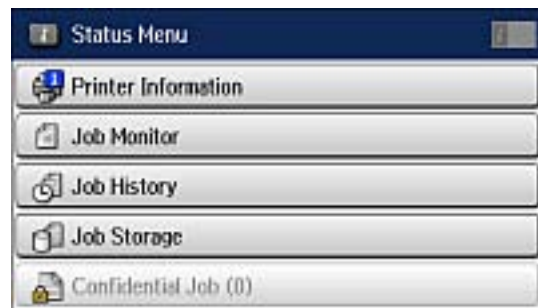 Status Menu
Printer Information
Job Monitor
Job History
Job Storage
Confidential Job (0)